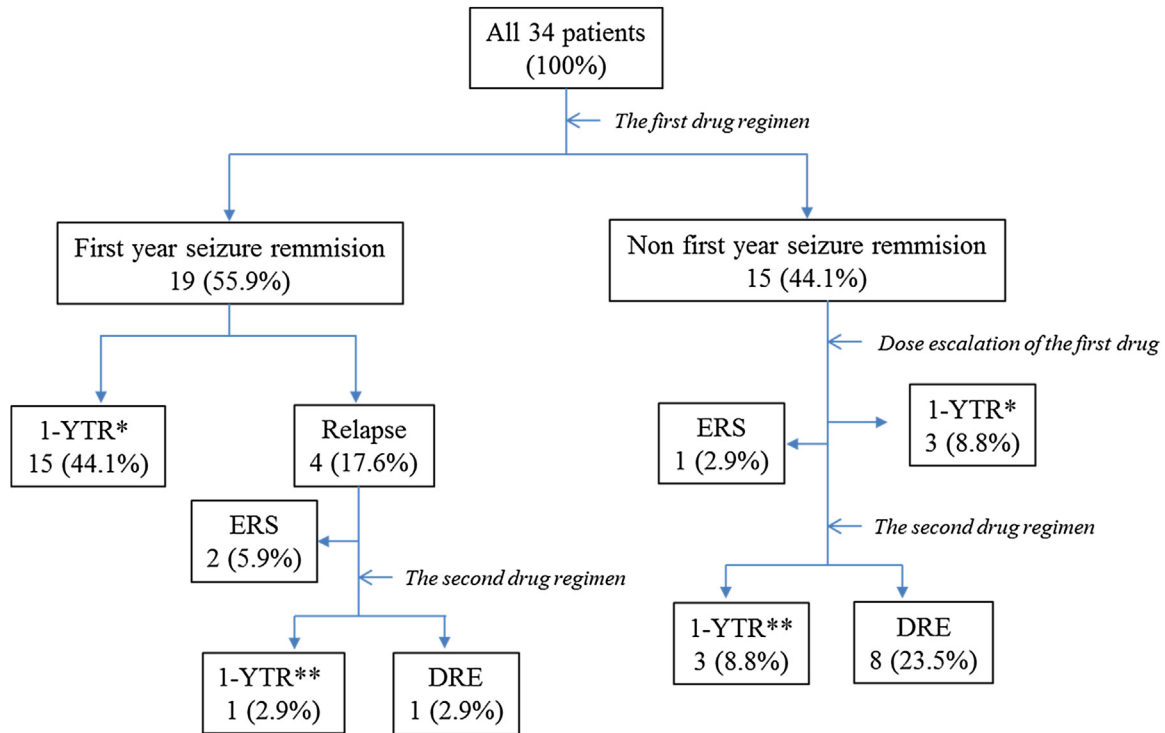 All 34 patients
(100%)
The first drug regimen
First year seizure remmision
19 (55.9%)
Non first year seizure remmision
15 (44.1%)
Dose escalation of the first drug
1-YTR*
15 (44.1%)
Relapse
4 (17.6%)
ERS
1 (2.9%)
1-YTR*
3 (8.8%)
ERS
2 (5.9%)
The second drug regimen
The second drug regimen
1-YTR**
1 (2.9%)
DRE
1 (2.9%)
1-YTR**
3 (8.8%)
DRE
8 (23.5%)